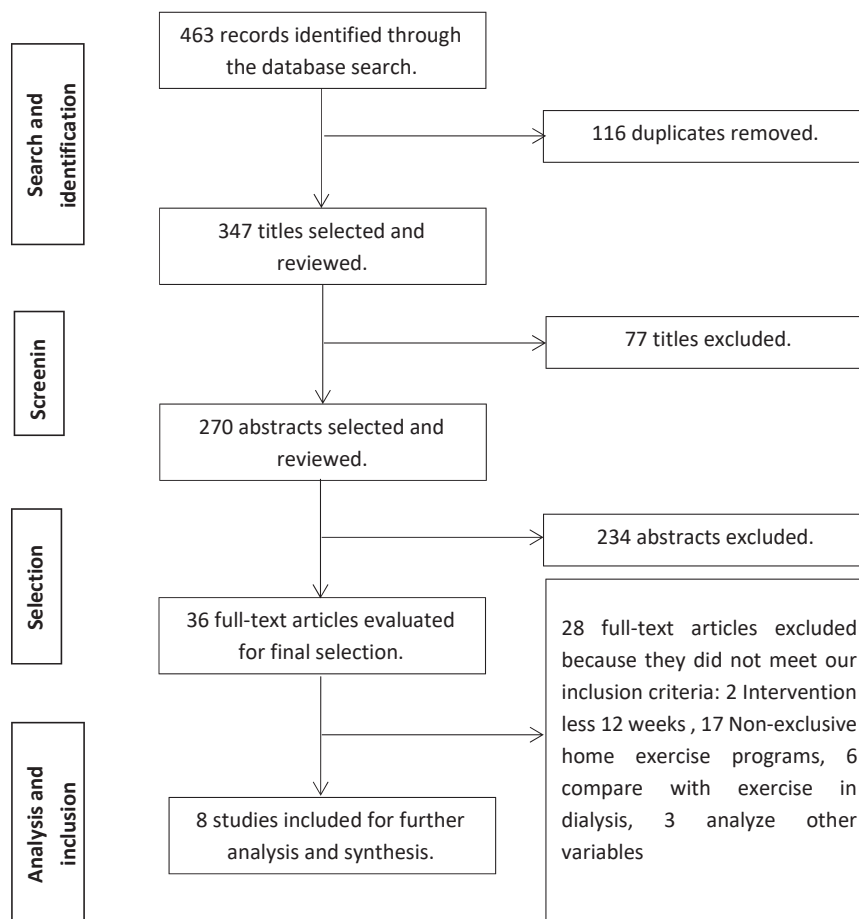 463 records identified through
the database search.
Search and
identification
116 duplicates removed.
347 titles selected and
reviewed.
Screenin
77 titles excluded.
270 abstracts selected and
reviewed.
Selection
234 abstracts excluded.
36 full-text articles evaluated
for final selection.
28 full-text articles excluded
because they did not meet our
inclusion criteria: 2 Intervention
less 12 weeks , 17 Non-exclusive
home exercise programs, 6
compare with exercise in
dialysis, 3 analyze other
variables
Analysis and
inclusion
8 studies included for further
analysis and synthesis.